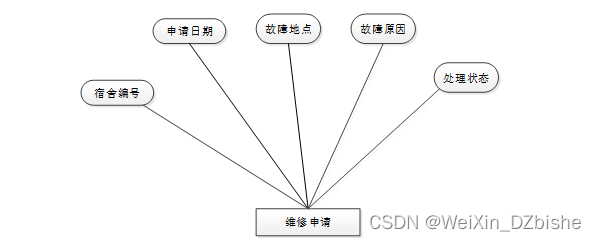 申请日期
故障地点
故障原因
处理状态
宿舍编号
维修申请
CSDN @WeiXin_DZbishe